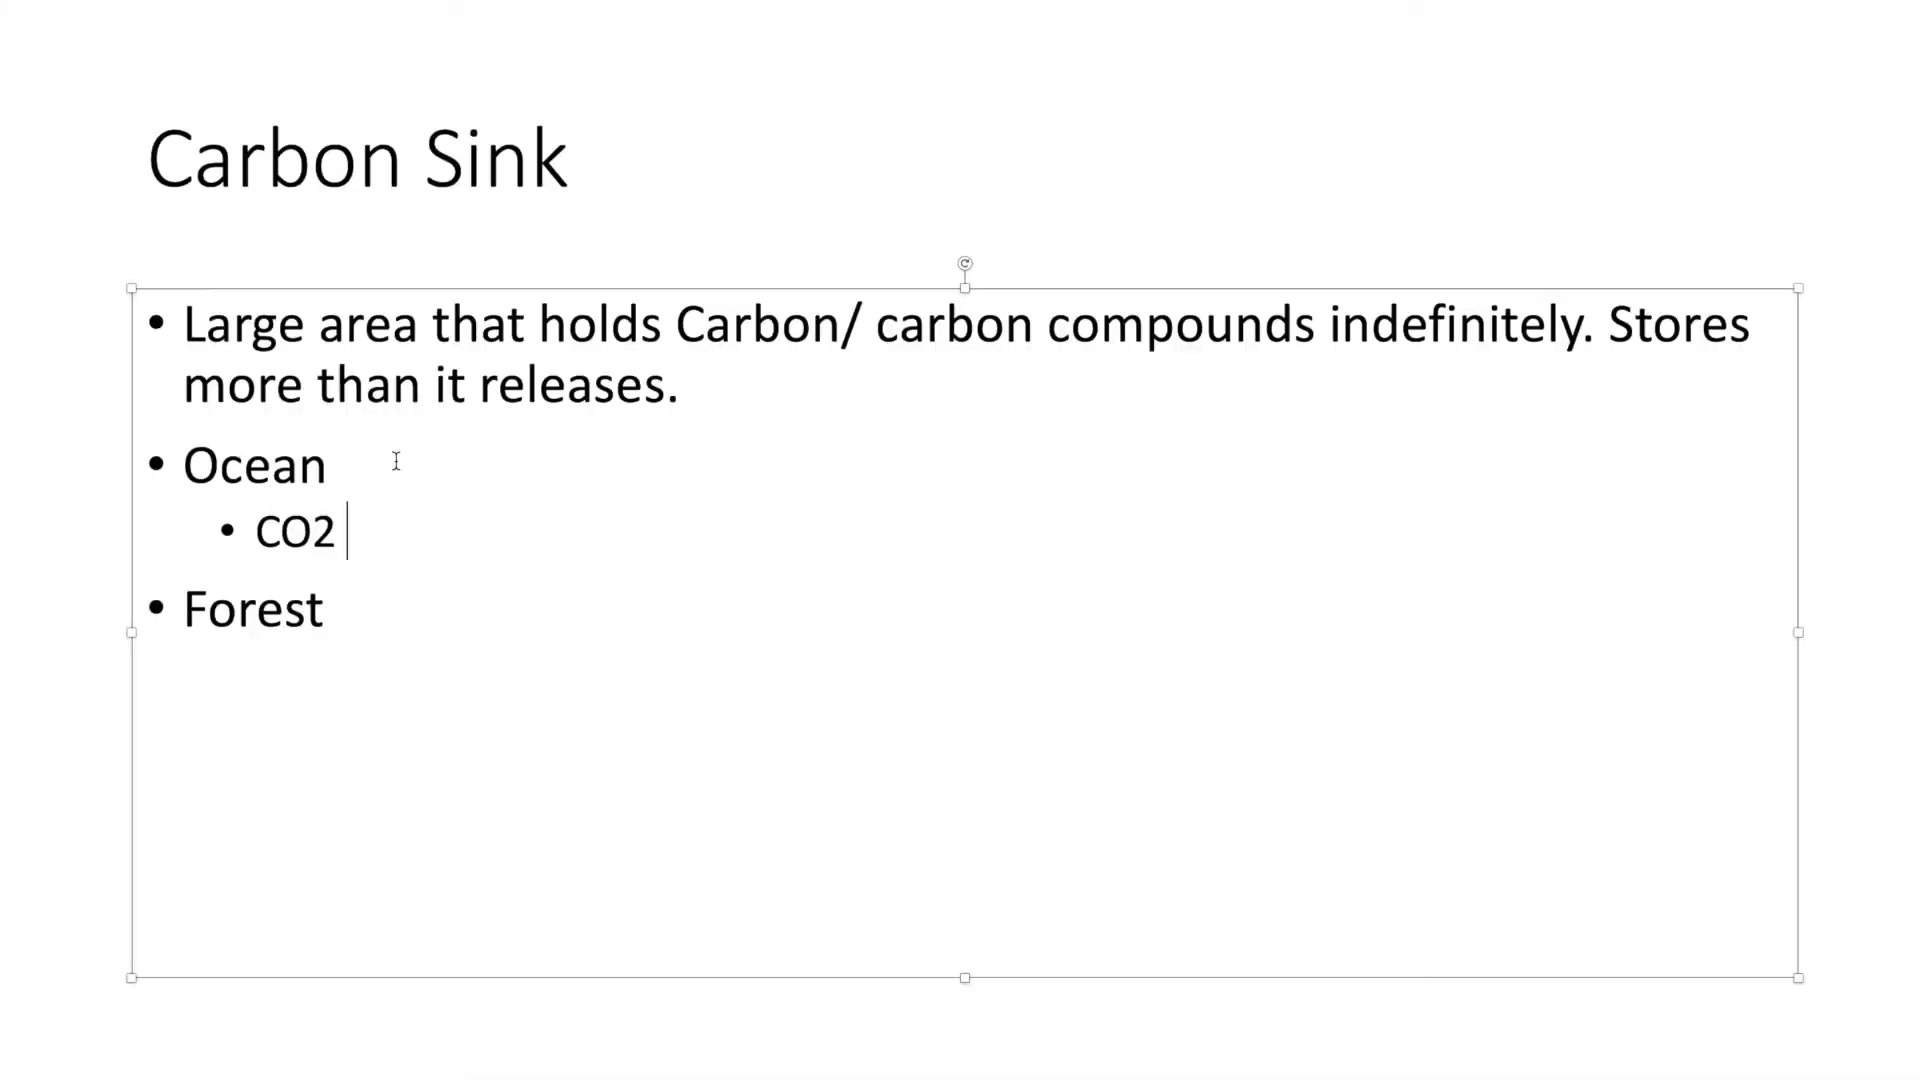 Carbon Sink
• Large area that holds Carbon/ carbon compounds indefinitely. Stores
more than it releases.
• Ocean
• CO2
• Forest